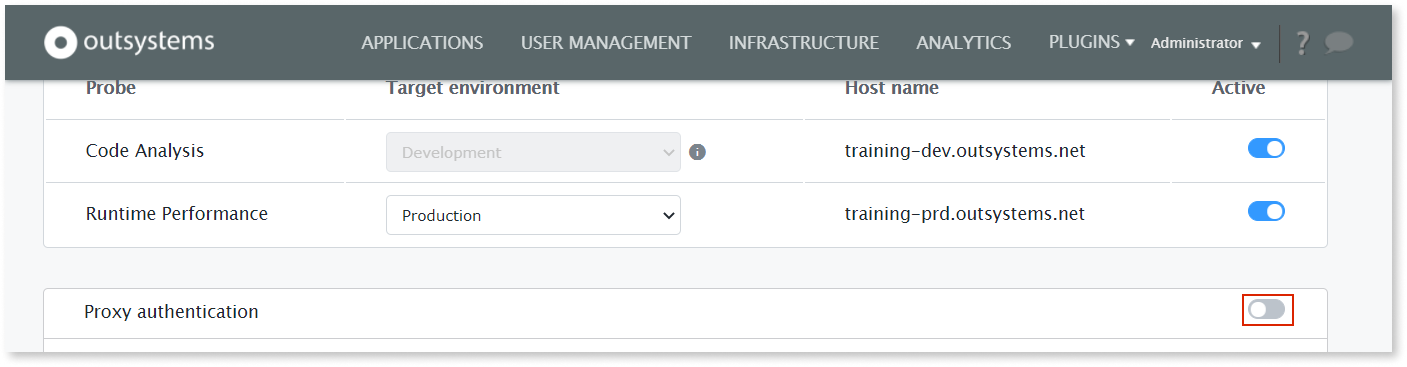 outsystems APPLICATIONS USER MANAGEMENT INFRASTRUCTURE ANALYTICS PLUGINS Administrator ?
Probe Target environment Host name Active
Code Analysis Development i training-dev.outsystems.net
Runtime Performance Production training-prd.outsystems.net
Proxy authentication